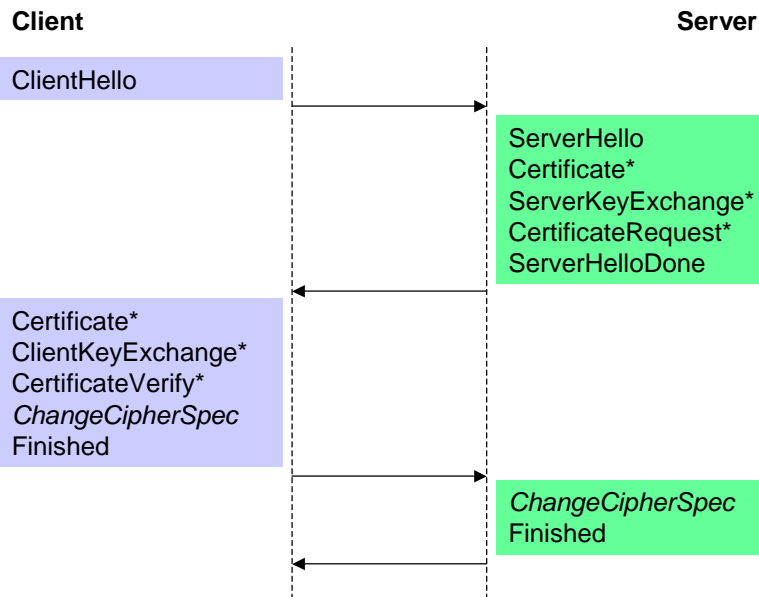 Client
Server
ClientHello
ServerHello
Certificate*
ServerKeyExchange*
CertificateRequest*
ServerHelloDone
Certificate*
ClientKeyExchange*
CertificateVerify*
ChangeCipherSpec
Finished
ChangeCipherSpec
Finished